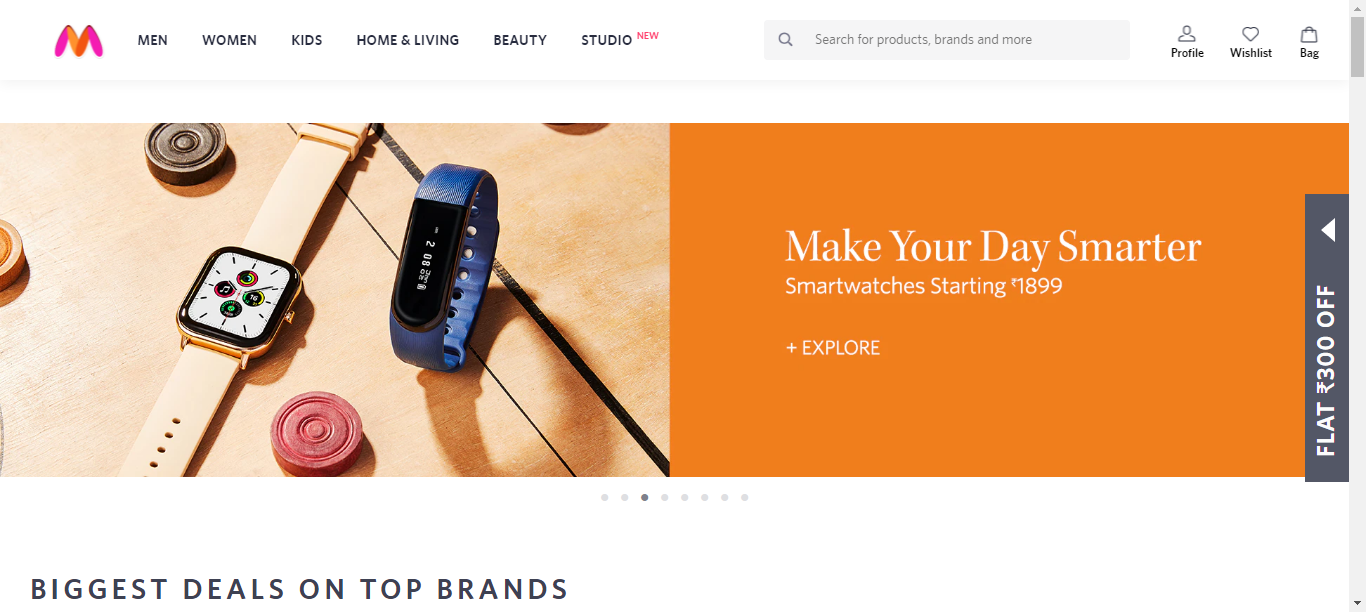 MEN
WOMEN
KIDS
HOME & LIVING
BEAUTY
STUDIO NEW
Search for products, brands and more
Profile
Wishlist
Bag
Make Your Day Smarter
Smartwatches Starting ₹1899
+ EXPLORE
FLAT ₹300 OFF
BIGGEST DEALS ON TOP BRANDS